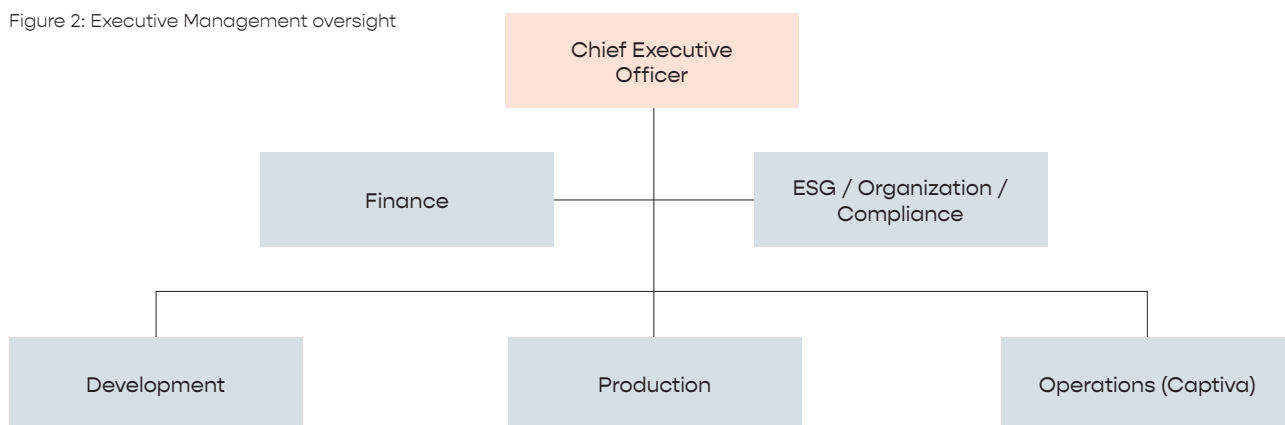 Figure 2: Executive Management oversight
Chief Executive
Officer
Finance
ESG / Organization /
Compliance
Development
Production
Operations (Captiva)